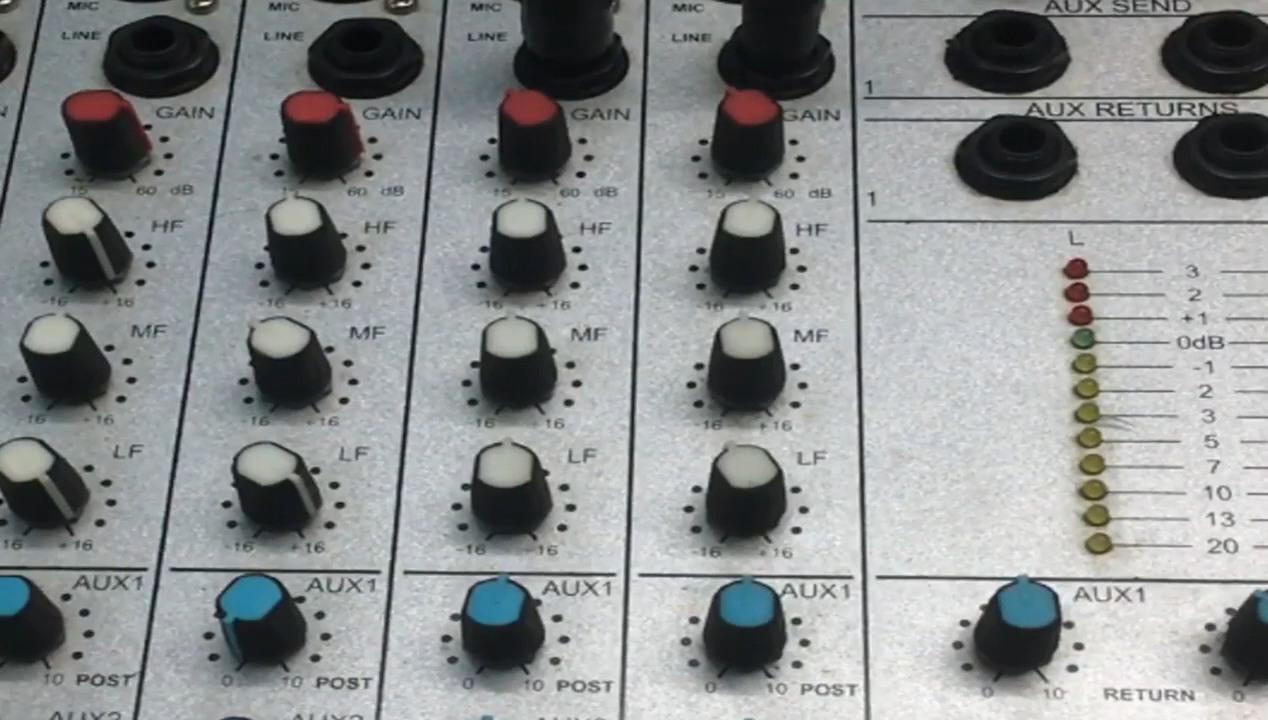 MIC MIC MIC MIC AUX SEND
LINE LINE LINE LINE
1
GAIN GAIN GAIN GAIN AUX RETURNS
15 60 dB 15 60 dB 15 60 dB 15 60 dB 1
HF HF HF HF L
3
2
-16 +16 -16 +16 -16 +16 -16 +16 +1
MF MF MF MF 0dB
-1
2
-16 +16 -16 +16 -16 +16 -16 +16 3
LF LF LF LF 5
7
10
13
16 +16 -16 +16 -16 +16 -16 +16 20
AUX1 AUX1 AUX1 AUX1 AUX1
10 POST 0 10 POST 0 10 POST 0 10 POST 0 10 RETURN 0
AUX2 AUX2